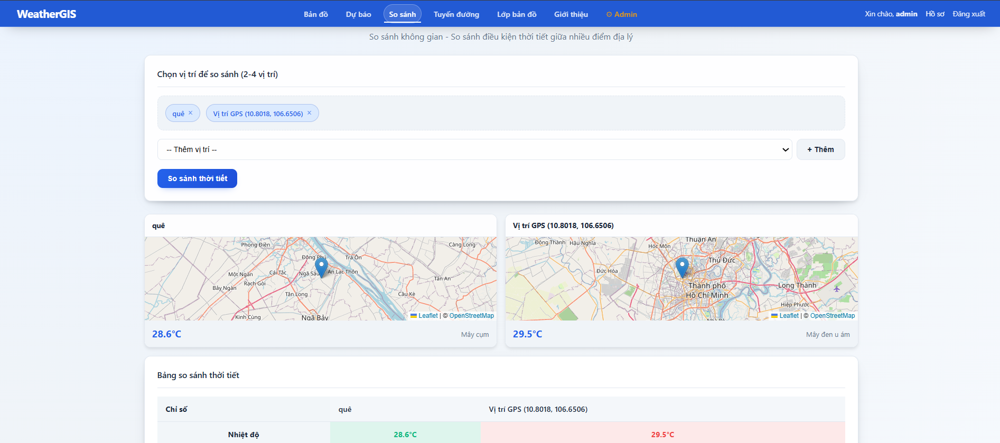 WeatherGIS
Bản đồ
Dự báo
So sánh
Tuyến đường
Lớp bản đồ
Giới thiệu
Admin
Xin chào, admin
Hồ sơ
Đăng xuất
So sánh không gian - So sánh điều kiện thời tiết giữa nhiều điểm địa lý
Chọn vị trí để so sánh (2-4 vị trí)
quê ×
Vị trí GPS (10.8018, 106.6506) ×
-- Thêm vị trí --
+ Thêm
So sánh thời tiết
quê
Phong Điền
Càng Long
Đông Phú
Trà Ôn
Một Ngàn
Cái Tắc
Ngã Sáu
An Lạc Thôn
Tân An
Rạch Gòi
Bảy Ngàn
Tân Long
Cầu Kè
Kinh Cùng
Ngã Bảy
Leaflet | © OpenStreetMap
28.6°C
Mây cụm
Vị trí GPS (10.8018, 106.6506)
Đông Thành
Hậu Nghĩa
Hóc Môn
Thuận An
Thủ Đức
Đức Hòa
Thành phố
Hồ Chí Minh
Long Thành
Hiệp Phước
Nhà Bè
Leaflet | © OpenStreetMap
29.5°C
Mây đen u ám
Bảng so sánh thời tiết
Chỉ số
quê
Vị trí GPS (10.8018, 106.6506)
Nhiệt độ
28.6°C
29.5°C